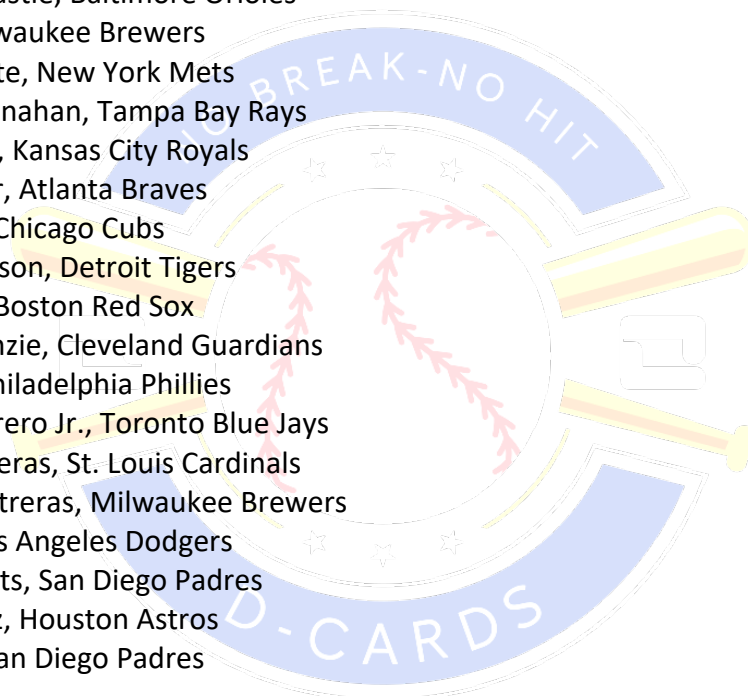 Baltimore Orioles
waukee Brewers
te, New York Mets
nahan, Tampa Bay Rays
, Kansas City Royals
r, Atlanta Braves
Chicago Cubs
son, Detroit Tigers
Boston Red Sox
nzie, Cleveland Guardians
hiladelphia Phillies
rero Jr., Toronto Blue Jays
eras, St. Louis Cardinals
treras, Milwaukee Brewers
s Angeles Dodgers
ts, San Diego Padres
z, Houston Astros
an Diego Padres
NO BREAK-NO HIT
D-CARDS